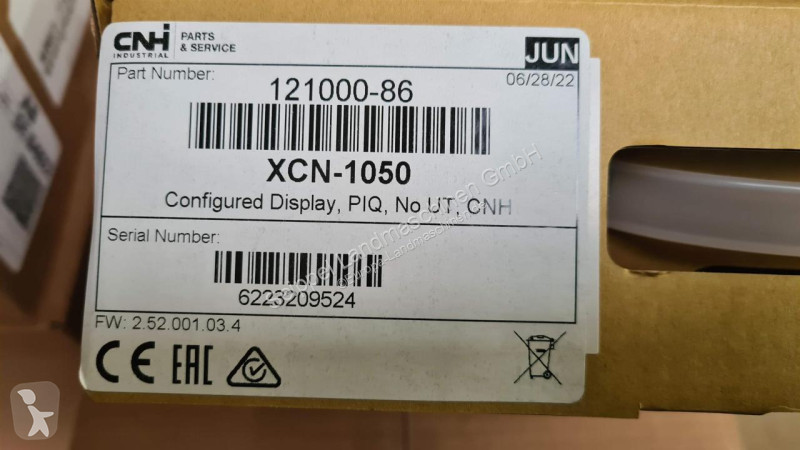 CNHi
INDUSTRIAL
PARTS
& SERVICE
JUN
06/28/22
Part Number:
121000-86
XCN-1050
Configured Display, PIQ, No UT, CNH
Serial Number:
6223209524
FW: 2.52.001.03.4
CE EAC